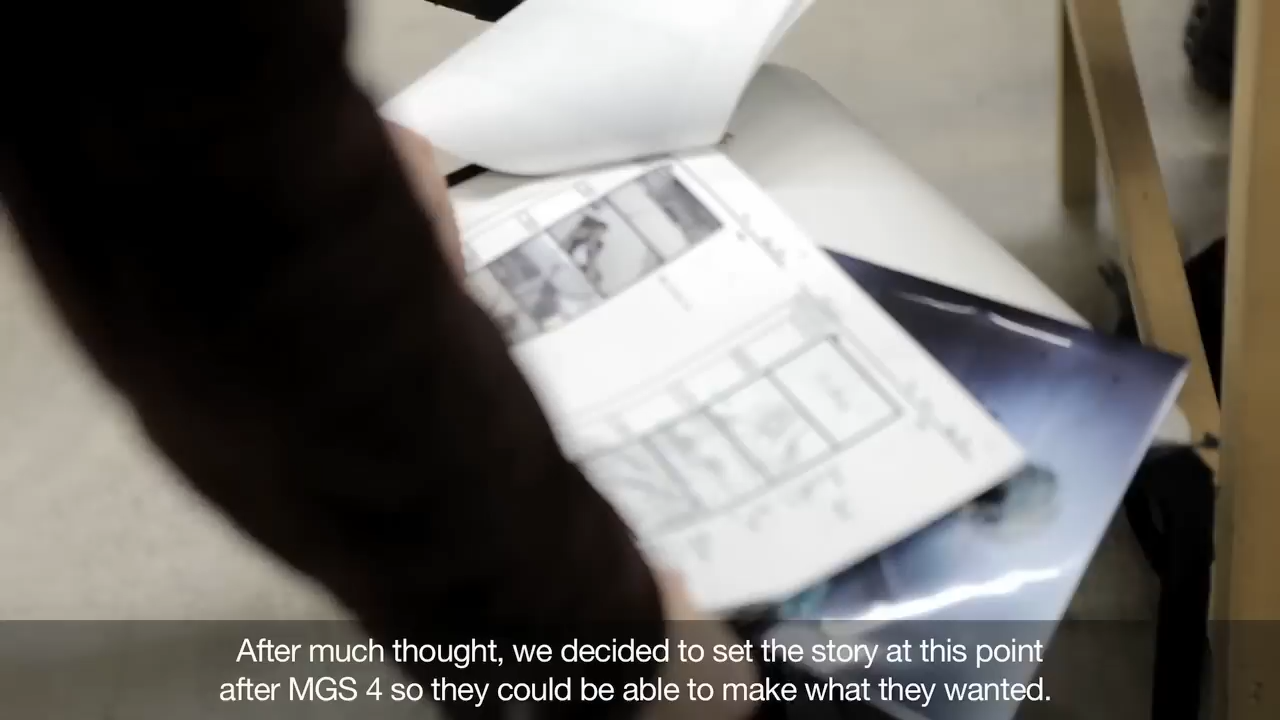 After much thought, we decided to set the story at this point
after MGS 4 so they could be able to make what they wanted.